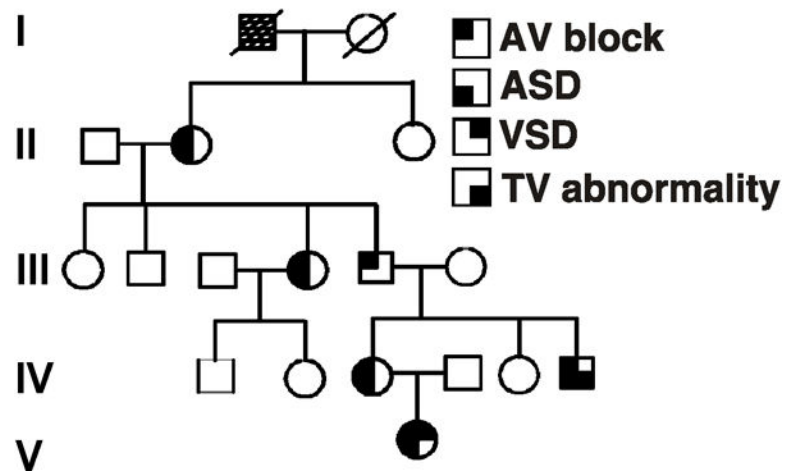 I
AV block
ASD
II
VSD
TV abnormality
III
IV
V